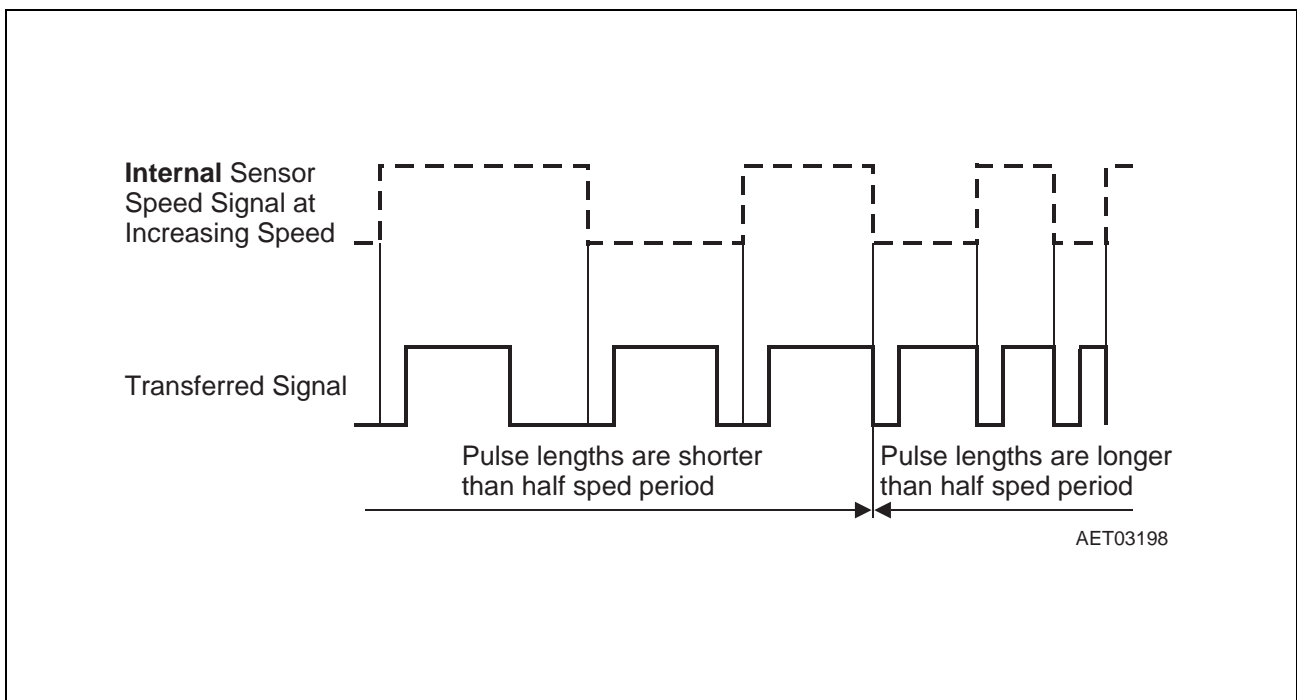 Internal Sensor
Speed Signal at
Increasing Speed
Transferred Signal
Pulse lengths are shorter
than half sped period
Pulse lengths are longer
than half sped period
AET03198